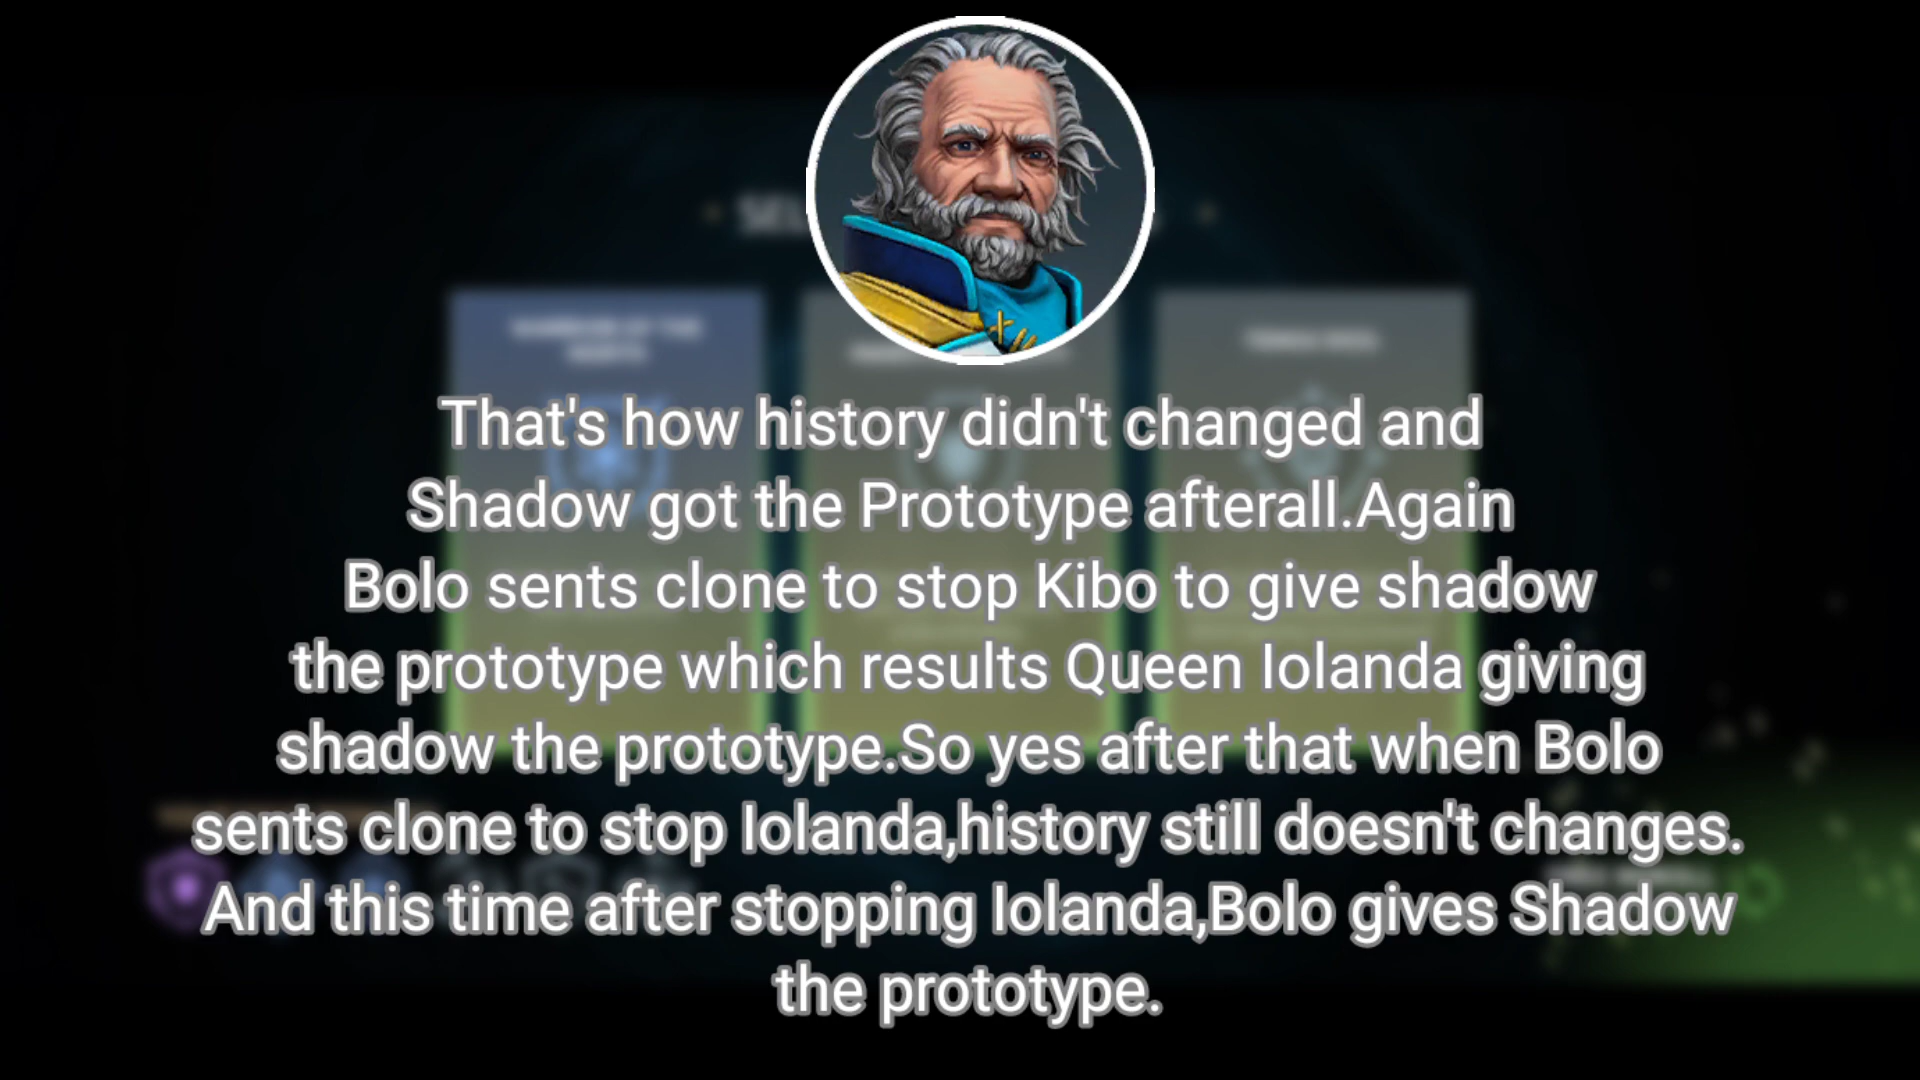 SEL
That's how history didn't changed and
Shadow got the Prototype afterall.Again
Bolo sents clone to stop Kibo to give shadow
the prototype which results Queen Iolanda giving
shadow the prototype.So yes after that when Bolo
sents clone to stop Iolanda,history still doesn't changes.
And this time after stopping Iolanda,Bolo gives Shadow
the prototype.